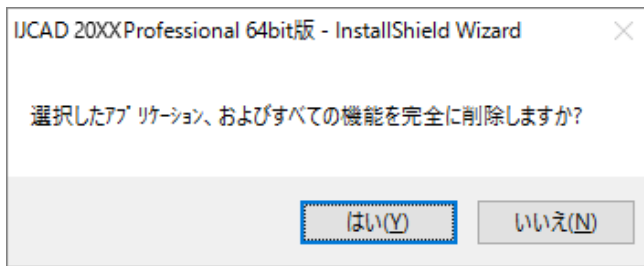 IJCAD 20XX Professional 64bit版 - InstallShield Wizard
選択したｱﾌﾟﾘｹｰｼｮﾝ、およびすべての機能を完全に削除しますか?
はい(Y)
いいえ(N)